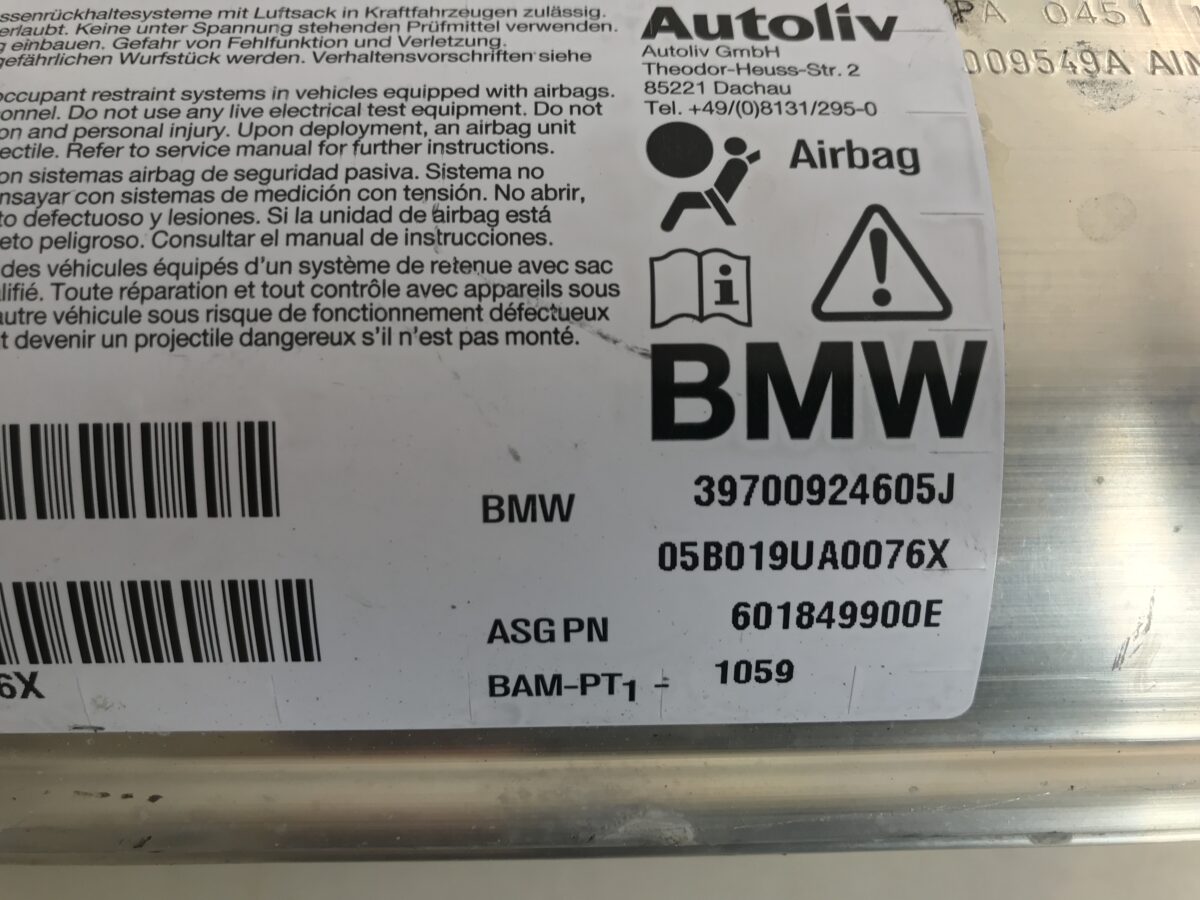 ssenrückhaltesysteme mit Luftsack in Kraftfahrzeugen zulässig.
erlaubt. Keine unter Spannung stehenden Prüfmittel verwenden.
g einbauen. Gefahr von Fehlfunktion und Verletzung.
gefährlichen Wurfstück werden. Verhaltensvorschriften siehe
occupant restraint systems in vehicles equipped with airbags.
onnel. Do not use any live electrical test equipment. Do not
on and personal injury. Upon deployment, an airbag unit
ectile. Refer to service manual for further instructions.
on sistemas airbag de seguridad pasiva. Sistema no
nsayar con sistemas de medición con tensión. No abrir,
to defectuoso y lesiones. Si la unidad de airbag está
eto peligroso. Consultar el manual de instrucciones.
des véhicules équipés d'un système de retenue avec sac
lifié. Toute réparation et tout contrôle avec appareils sous
autre véhicule sous risque de fonctionnement défectueux
t devenir un projectile dangereux s'il n'est pas monté.
Autoliv
Autoliv GmbH
Theodor-Heuss-Str. 2
85221 Dachau
Tel. +49/(0)8131/295-0
Airbag
i
!
BMW
BMW 39700924605J
05B019UA0076X
ASG PN 601849900E
BAM-PT1 - 1059
6X
PA 0451
009549A AIN